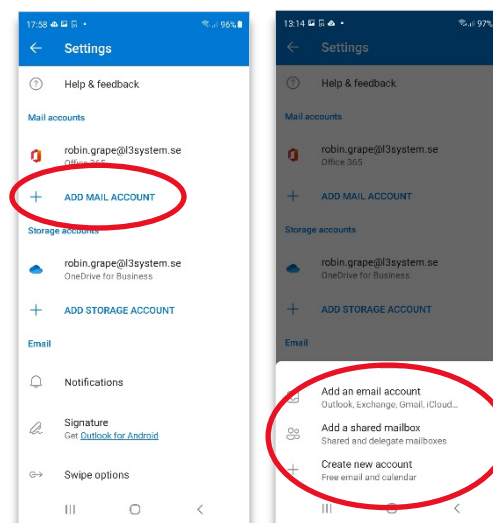 17:58
96%
Settings
Help & feedback
Mail accounts
robin.grape@l3system.se
Office 365
ADD MAIL ACCOUNT
Storage accounts
robin.grape@l3system.se
OneDrive for Business
ADD STORAGE ACCOUNT
Email
Notifications
Signature
Get Outlook for Android
Swipe options
13:14
97%
Settings
Help & feedback
Mail accounts
robin.grape@l3system.se
Office 365
ADD MAIL ACCOUNT
Storage accounts
robin.grape@l3system.se
OneDrive for Business
ADD STORAGE ACCOUNT
Email
Add an email account
Outlook, Exchange, Gmail, iCloud...
Add a shared mailbox
Shared and delegate mailboxes
Create new account
Free email and calendar